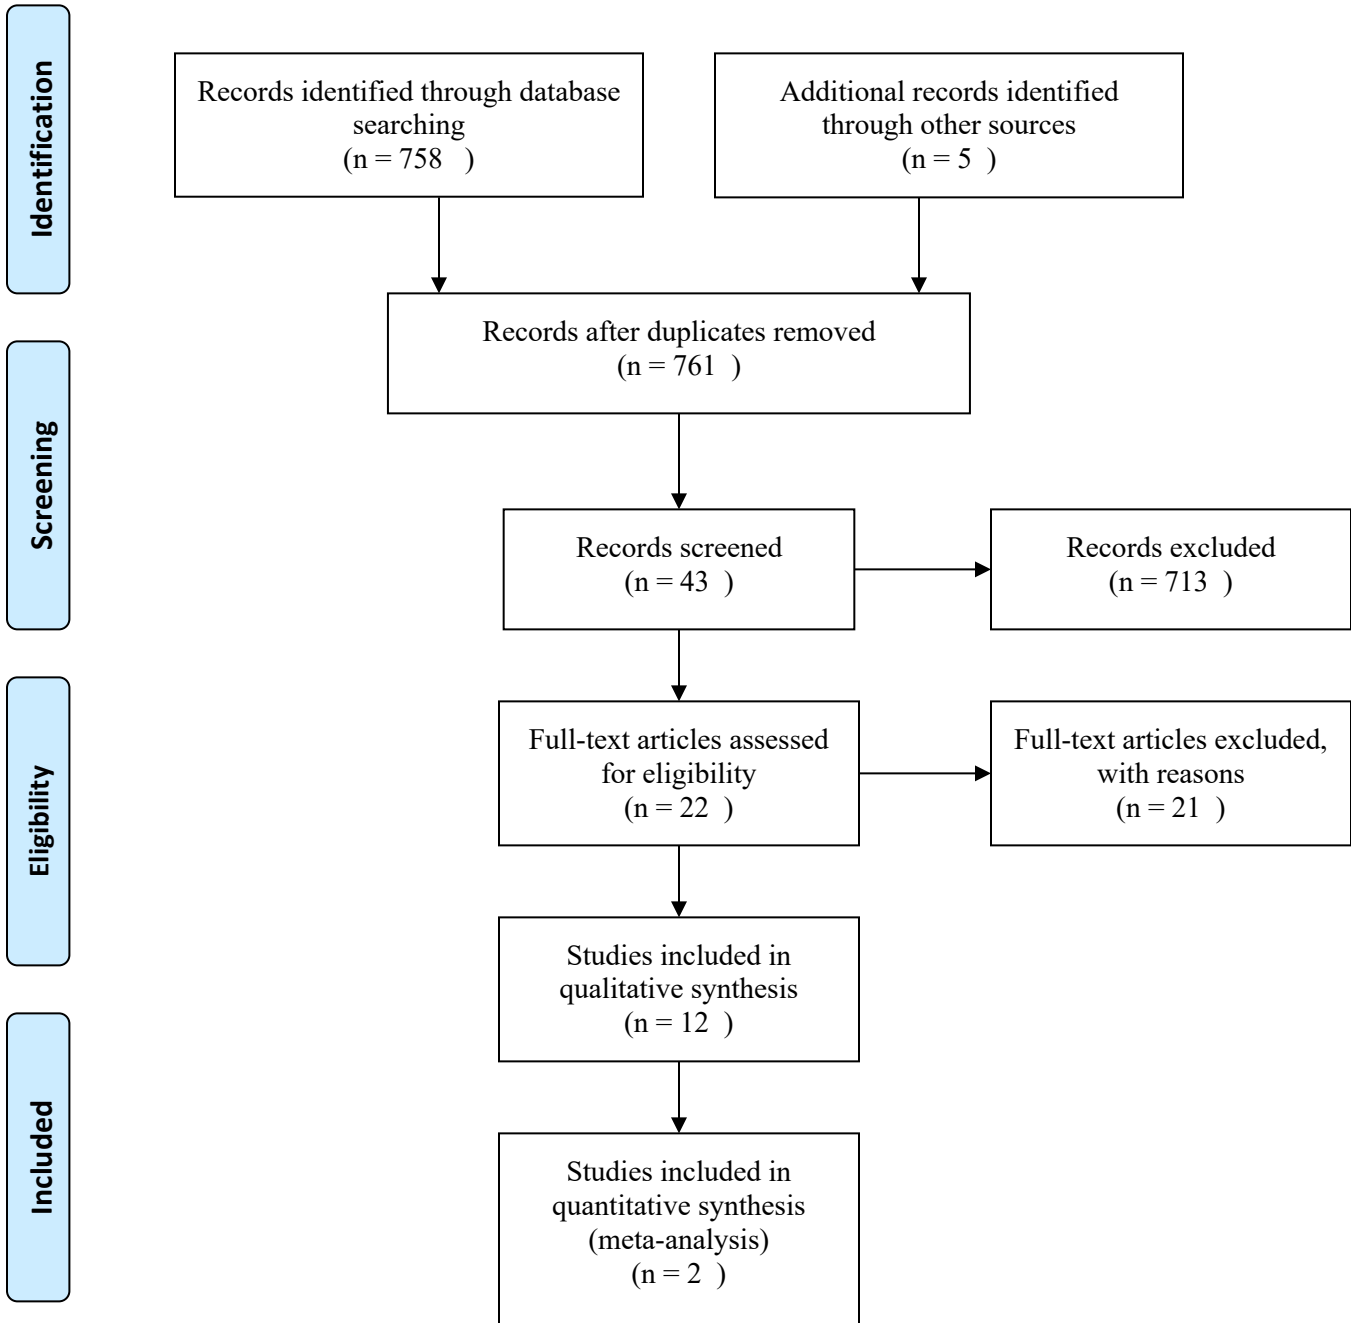 Identification
Records identified through database
searching
(n = 758   )
Additional records identified
through other sources
(n = 5  )
Records after duplicates removed
(n = 761  )
Screening
Records screened
(n = 43  )
Records excluded
(n = 713  )
Eligibility
Full-text articles assessed
for eligibility
(n = 22  )
Full-text articles excluded,
with reasons
(n = 21  )
Studies included in
qualitative synthesis
(n = 12  )
Included
Studies included in
quantitative synthesis
(meta-analysis)
(n = 2  )